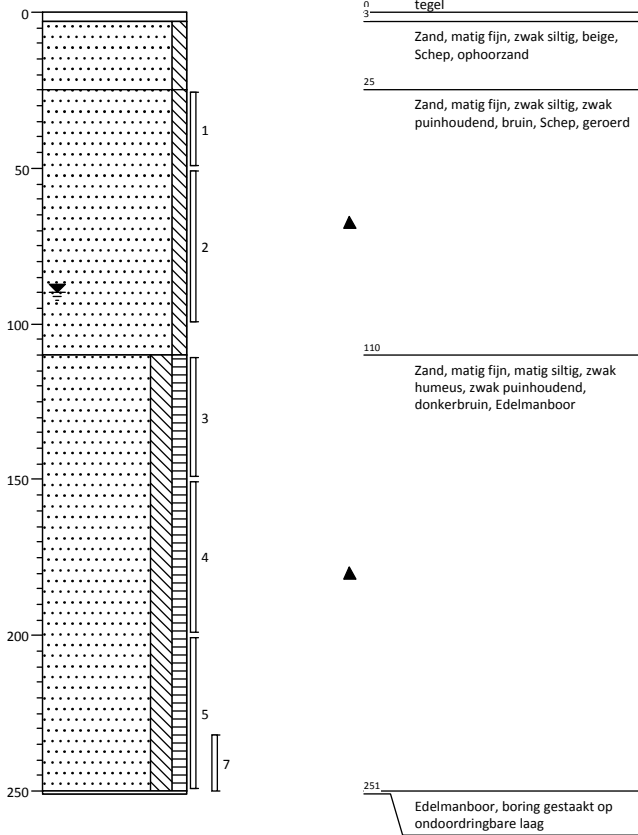 0
50
100
150
200
250
1
2
3
4
5
7
0
tegel
3
Zand, matig fijn, zwak siltig, beige,
Schep, ophoorzand
25
Zand, matig fijn, zwak siltig, zwak
puinhoudend, bruin, Schep, geroerd
110
Zand, matig fijn, matig siltig, zwak
humeus, zwak puinhoudend,
donkerbruin, Edelmanboor
251
Edelmanboor, boring gestaakt op
ondoordringbare laag